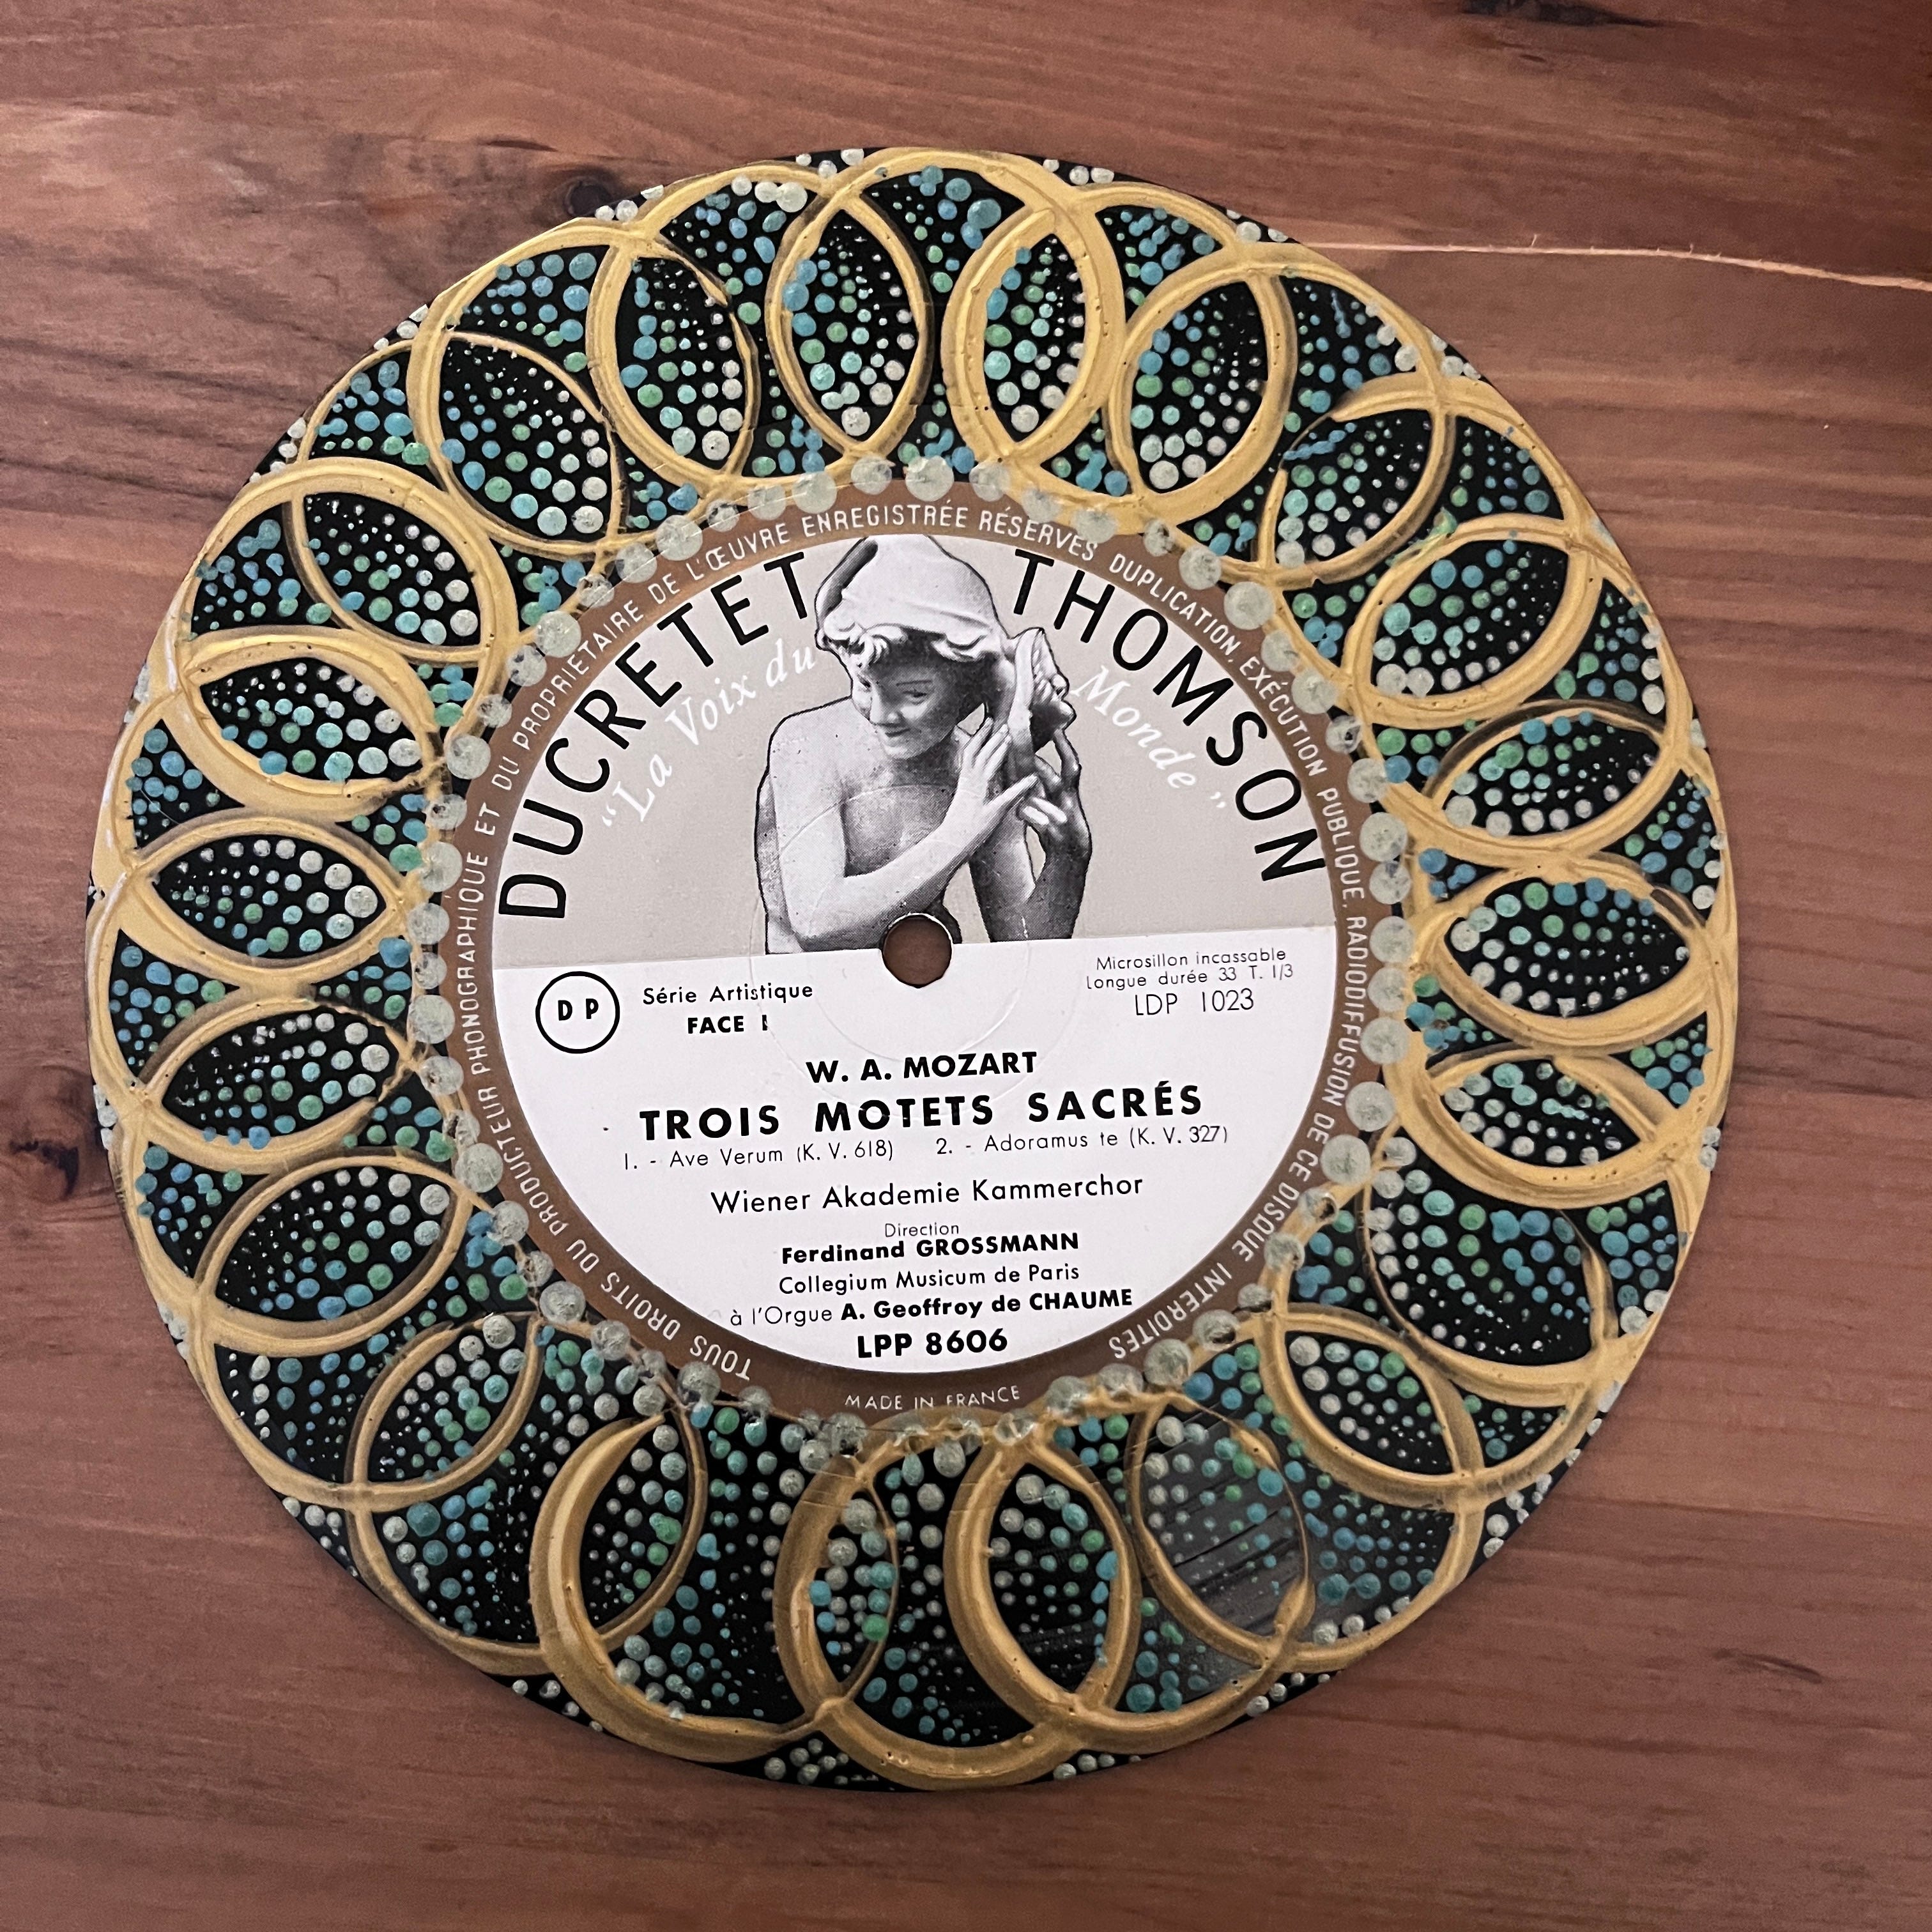 TOUS DROITS DU PRODUCTEUR PHONOGRAPHIQUE ET DU PROPRIÉTAIRE DE L'ŒUVRE ENREGISTRÉE RÉSERVÉS DUPLICATION, EXÉCUTION PUBLIQUE, RADIODIFFUSION DE CE DISQUE INTERDITES
DUCRETET THOMSON
"La Voix du Monde"
DP
Série Artistique
FACE I
Microsillon incassable
Longue durée 33 T. 1/3
LDP 1023
W. A. MOZART
TROIS MOTETS SACRÉS
1. - Ave Verum (K. V. 618) 2. - Adoramus te (K. V. 327)
Wiener Akademie Kammerchor
Direction
Ferdinand GROSSMANN
Collegium Musicum de Paris
à l'Orgue A. Geoffroy de CHAUME
LPP 8606
MADE IN FRANCE